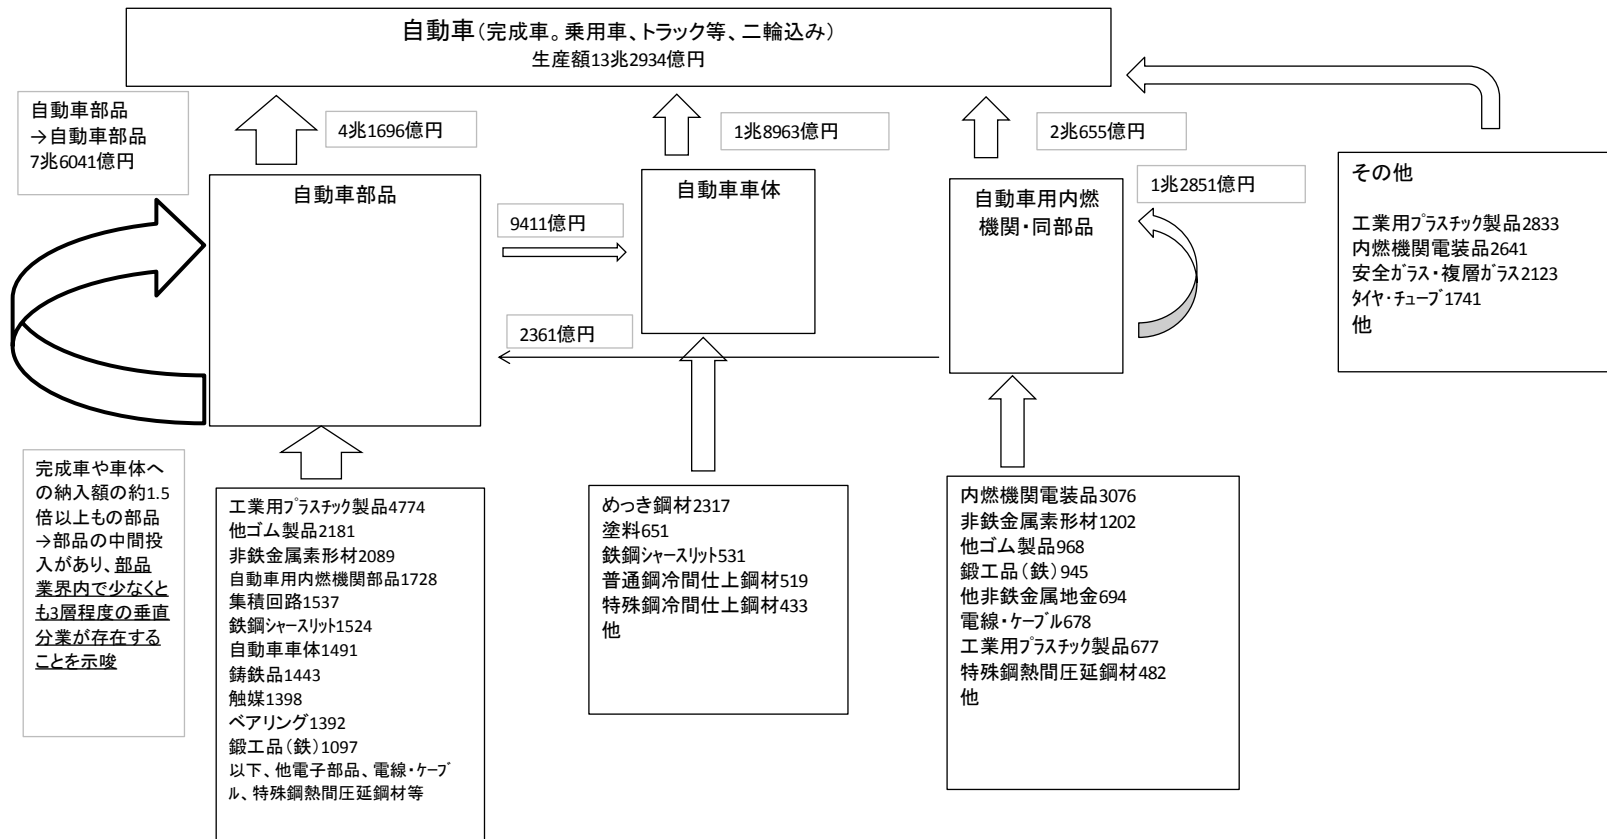 自動車（完成車。乗用車、トラック等、二輪込み）
生産額13兆2934億円
自動車部品
→自動車部品
7兆6041億円
4兆1696億円
1兆8963億円
2兆655億円
自動車部品
9411億円
2361億円
自動車車体
自動車用内燃
機関・同部品
1兆2851億円
その他
工業用プラスチック製品2833
内燃機関電装品2641
安全ガラス・複層ガラス2123
タイヤ・チューブ1741
他
完成車や車体へ
の納入額の約1.5
倍以上もの部品
→部品の中間投
入があり、部品
業界内で少なくと
も3層程度の垂直
分業が存在する
ことを示唆
工業用プラスチック製品4774
他ゴム製品2181
非鉄金属素形材2089
自動車用内燃機関部品1728
集積回路1537
鉄鋼シャースリット1524
自動車車体1491
鋳鉄品1443
触媒1398
ベアリング1392
鍛工品（鉄）1097
以下、他電子部品、電線・ケーブ
ル、特殊鋼熱間圧延鋼材等
めっき鋼材2317
塗料651
鉄鋼シャースリット531
普通鋼冷間仕上鋼材519
特殊鋼冷間仕上鋼材433
他
内燃機関電装品3076
非鉄金属素形材1202
他ゴム製品968
鍛工品（鉄）945
他非鉄金属地金694
電線・ケーブル678
工業用プラスチック製品677
特殊鋼熱間圧延鋼材482
他